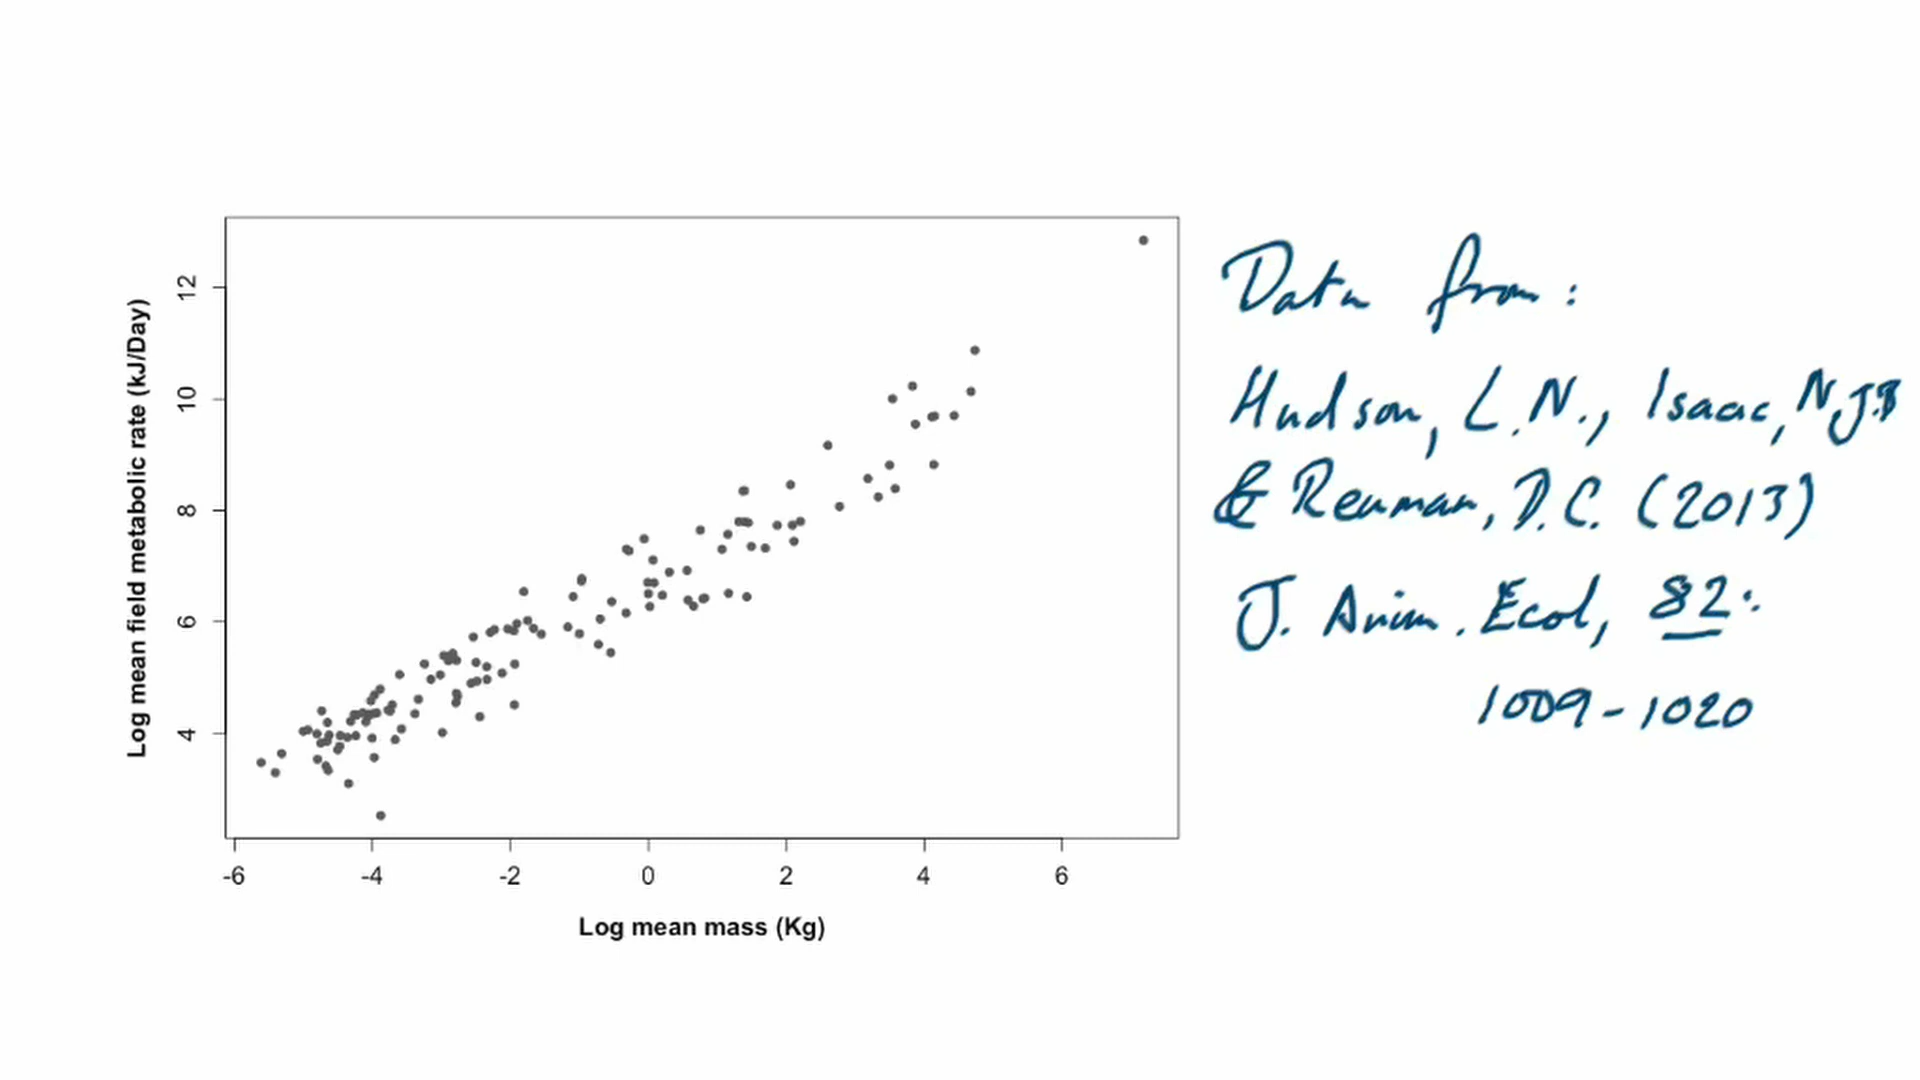 12
10
8
6
4
Log mean field metabolic rate (kJ/Day)
-6 -4 -2 0 2 4 6
Log mean mass (Kg)
Data from:
Hudson, L.N., Isaac, N.J.B
& Reuman, D.C. (2013)
J. Anim. Ecol, 82:
1009-1020